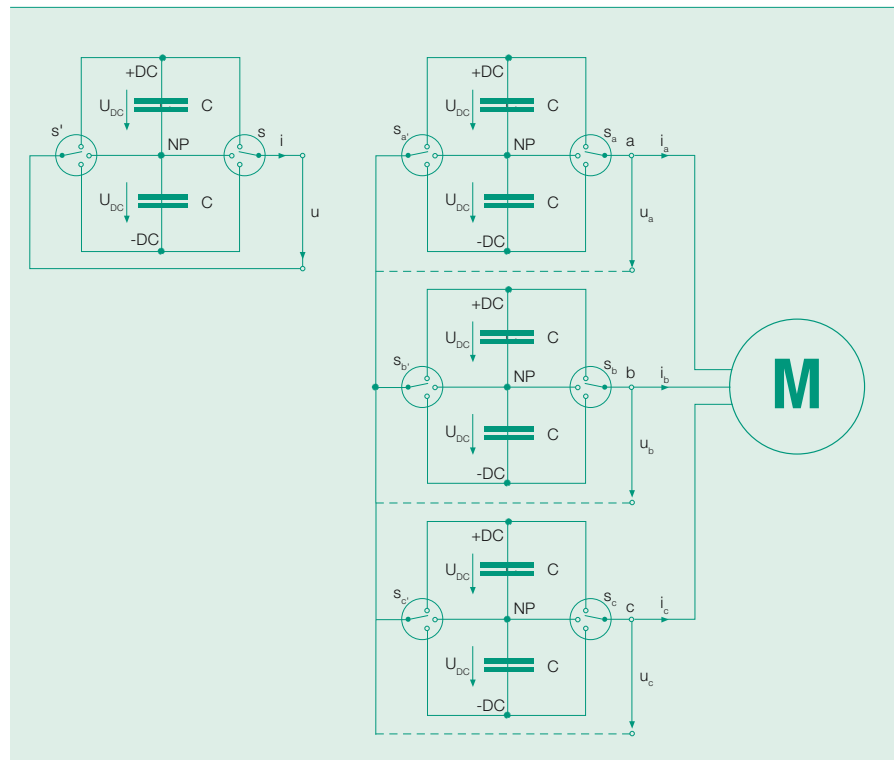 +DC
U_DC C
s' NP s i
U_DC C
-DC
u
+DC
U_DC C
s_a' NP s_a a i_a
U_DC C
-DC
u_a
+DC
U_DC C
s_b' NP s_b b i_b
U_DC C
-DC
u_b
M
+DC
U_DC C
s_c' NP s_c c i_c
U_DC C
-DC
u_c